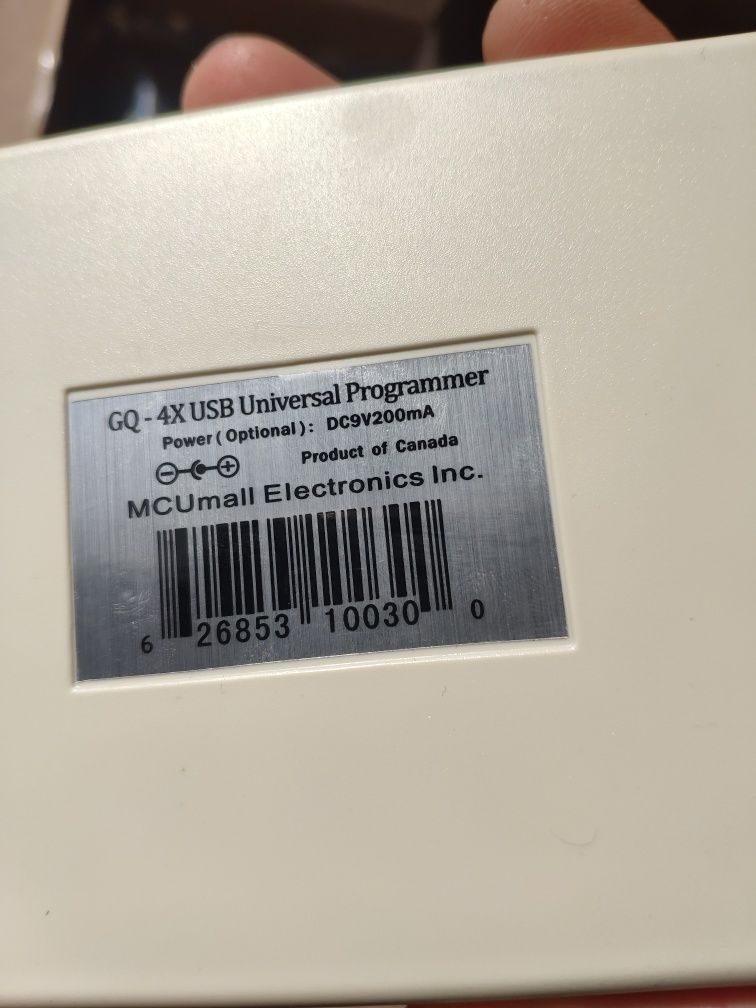 GQ - 4X USB Universal Programmer
Power ( Optional ): DC9V200mA
Product of Canada
MCUmall Electronics Inc.
6 26853 10030 0